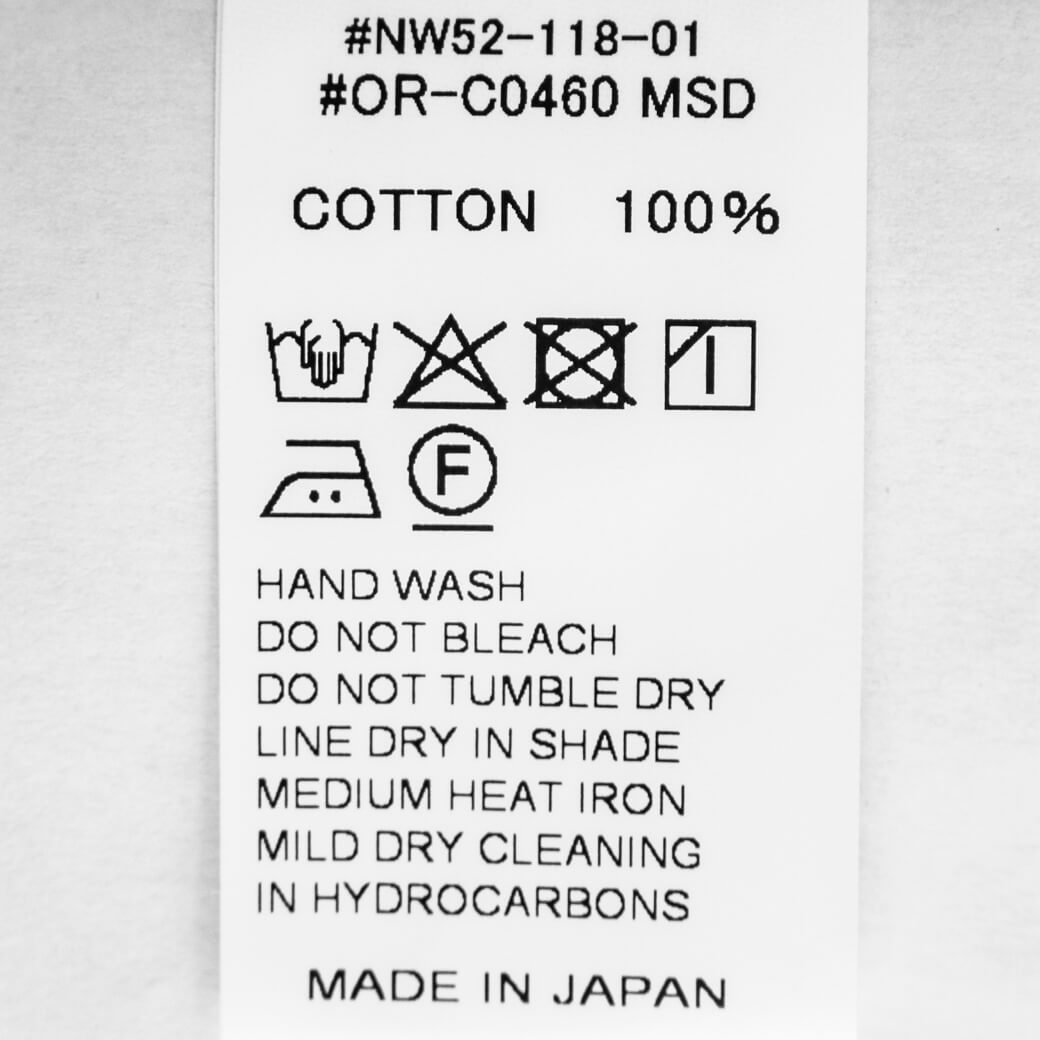 #NW52-118-01
#OR-C0460 MSD
COTTON 100%
F
HAND WASH
DO NOT BLEACH
DO NOT TUMBLE DRY
LINE DRY IN SHADE
MEDIUM HEAT IRON
MILD DRY CLEANING
IN HYDROCARBONS
MADE IN JAPAN